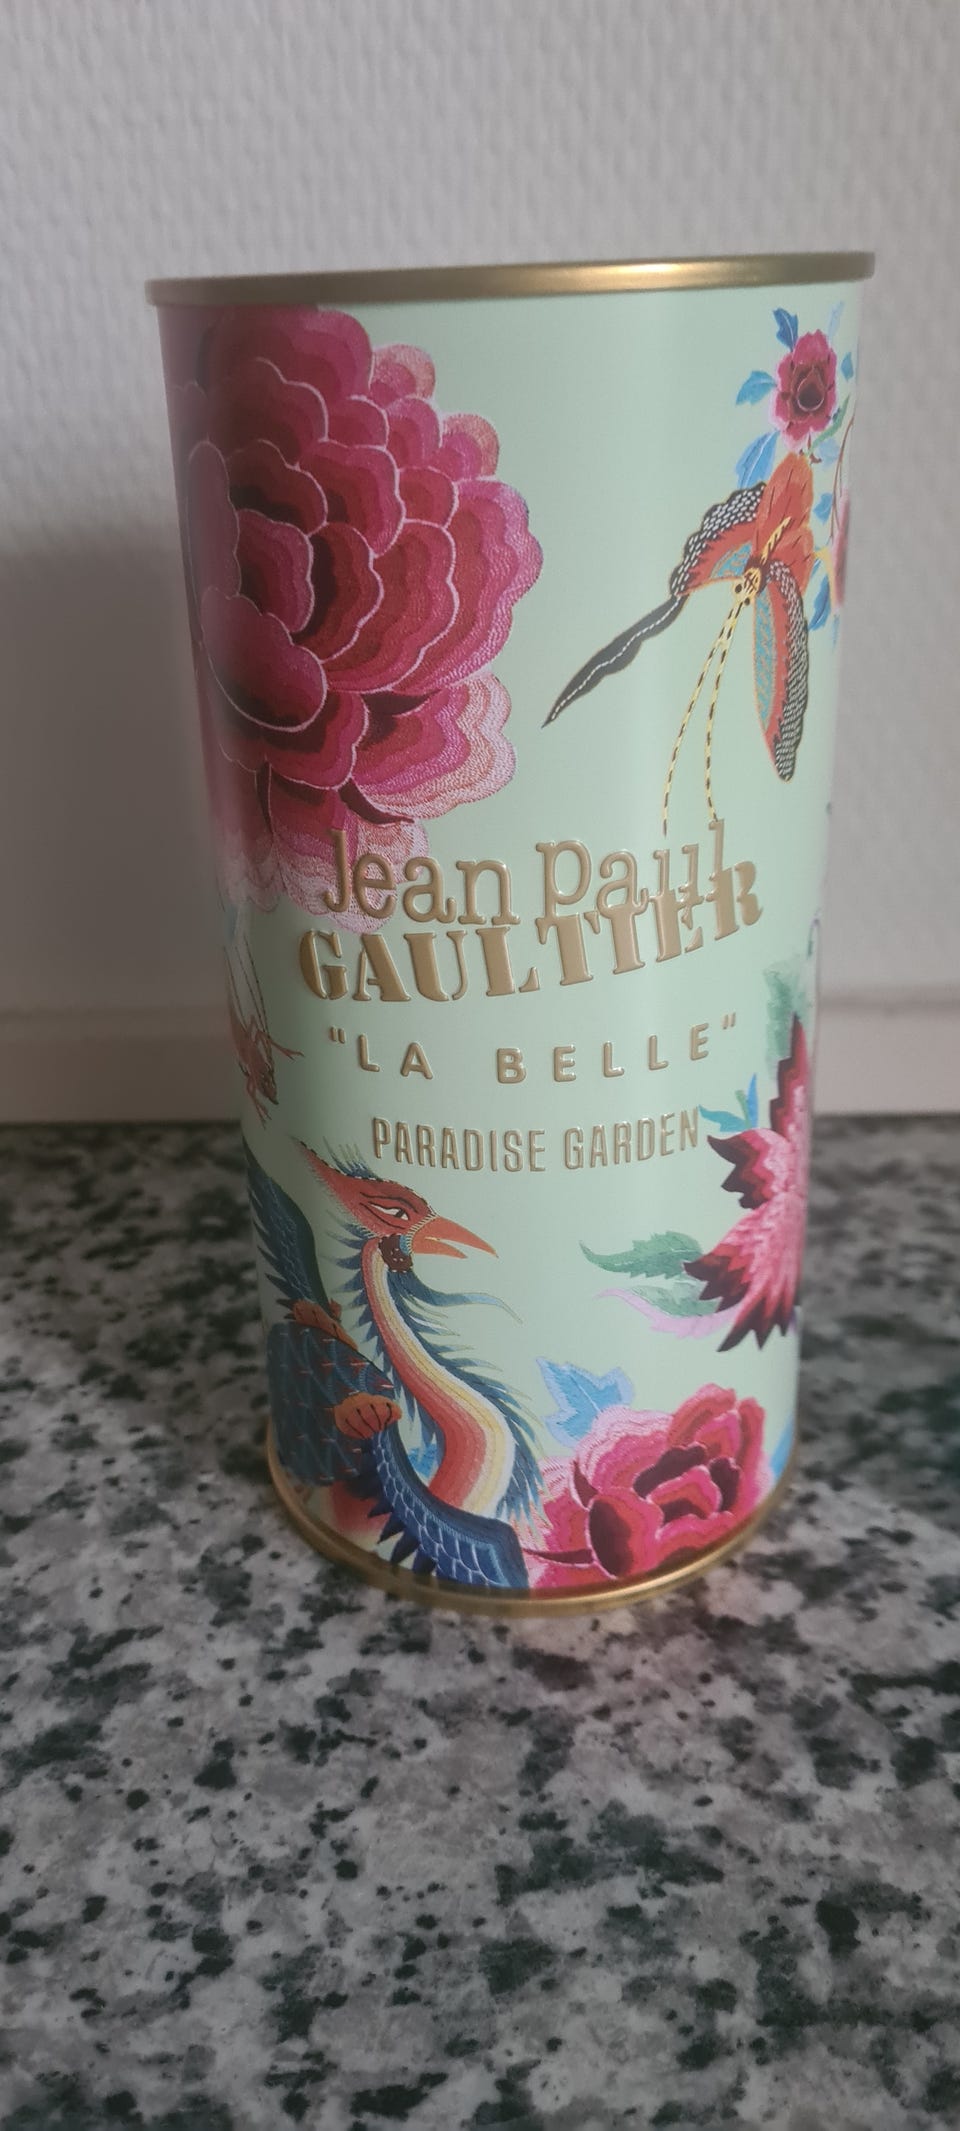 Jean Paul
GAULTIER
"LA BELLE"
PARADISE GARDEN